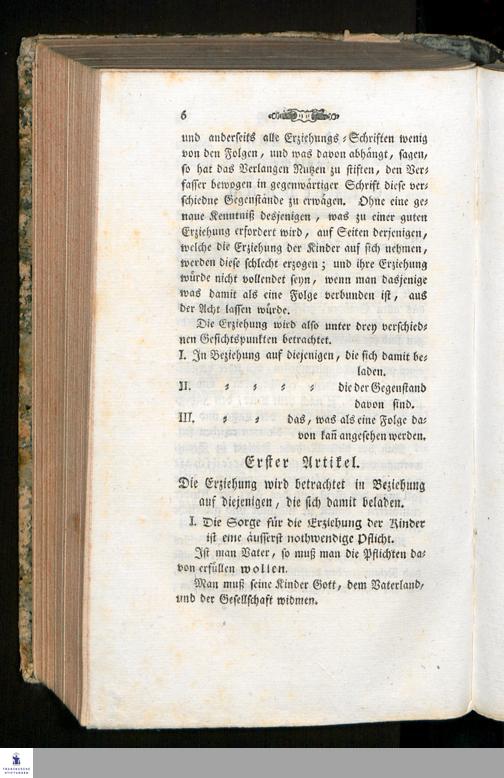 6
und anderseits alle Erziehungs-Schriften wenig
von den Folgen, und was davon abhängt, sagen,
so hat das Verlangen Nutzen zu stiften, den Ver-
fasser bewogen in gegenwärtiger Schrift diese ver-
schiedne Gegenstände zu erwägen. Ohne eine ge-
naue Kenntniß desjenigen, was zu einer guten
Erziehung erfordert wird, auf Seiten derjenigen,
welche die Erziehung der Kinder auf sich nehmen,
werden diese schlecht erzogen; und ihre Erziehung
würde nicht vollendet seyn, wenn man dasjenige
was damit als eine Folge verbunden ist, aus
der Acht lassen würde.
Die Erziehung wird also unter drey verschied-
nen Gesichtspunkten betrachtet.
I. In Beziehung auf diejenigen, die sich damit be-
laden.
II. = = = = die der Gegenstand
davon sind.
III. = = das, was als eine Folge da-
von kan̄ angesehen werden.
Erster Artikel.
Die Erziehung wird betrachtet in Beziehung
auf diejenigen, die sich damit beladen.
I. Die Sorge für die Erziehung der Kinder
ist eine äusserst nothwendige Pflicht.
Ist man Vater, so muß man die Pflichten da-
von erfüllen wollen.
Man muß seine Kinder Gott, dem Vaterland,
und der Gesellschaft widmen.
FRANCKESCHE
STIFTUNGEN